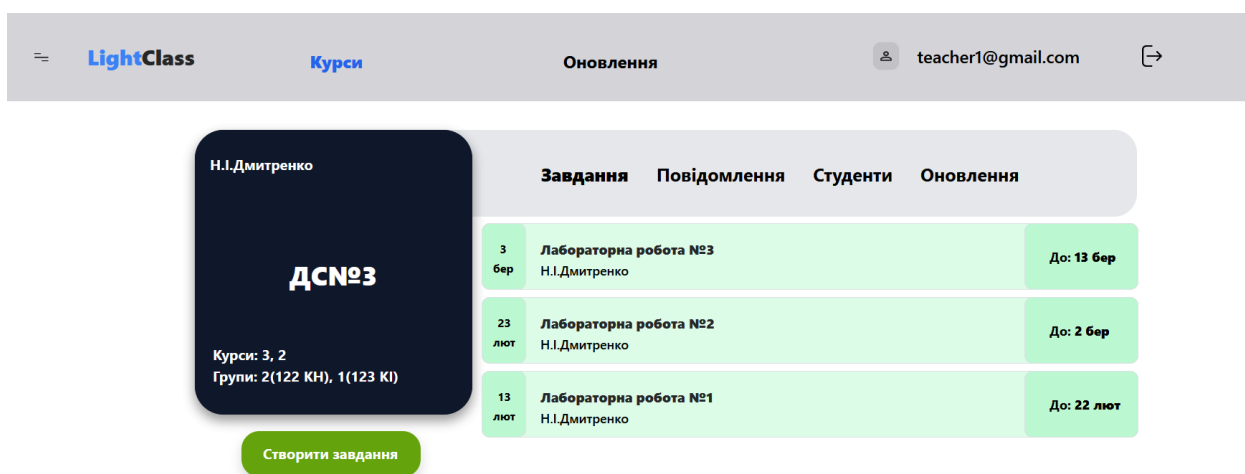 LightClass
Курси
Оновлення
teacher1@gmail.com
Н.І.Дмитренко
ДС№3
Курси: 3, 2
Групи: 2(122 КН), 1(123 КІ)
Створити завдання
Завдання
Повідомлення
Студенти
Оновлення
3
бер
Лабораторна робота №3
Н.І.Дмитренко
До: 13 бер
23
лют
Лабораторна робота №2
Н.І.Дмитренко
До: 2 бер
13
лют
Лабораторна робота №1
Н.І.Дмитренко
До: 22 лют